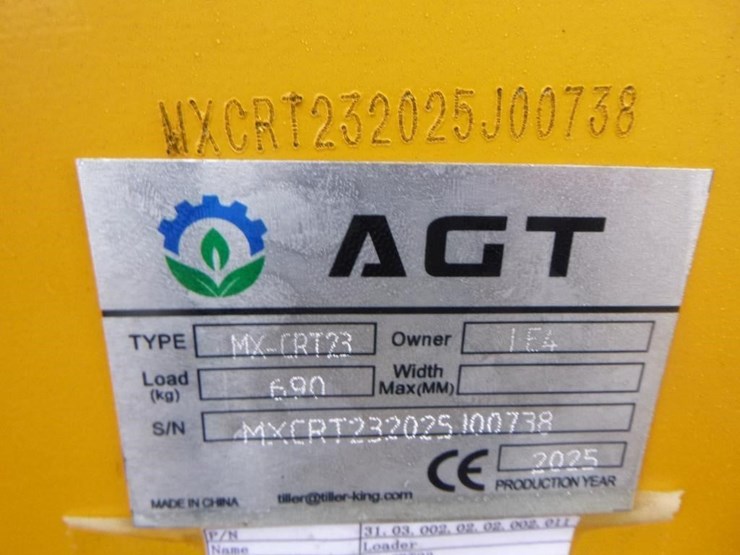 MXCRT232025J00738
AGT
TYPE MX-CRT23 Owner
Load (kg) 690 Width Max(MM)
S/N MXCRT232025J00738
CE 2025
PRODUCTION YEAR
MADE IN CHINA tiller@tiller-king.com
P/N 31.03.002.02.02.002.011
Name Loader